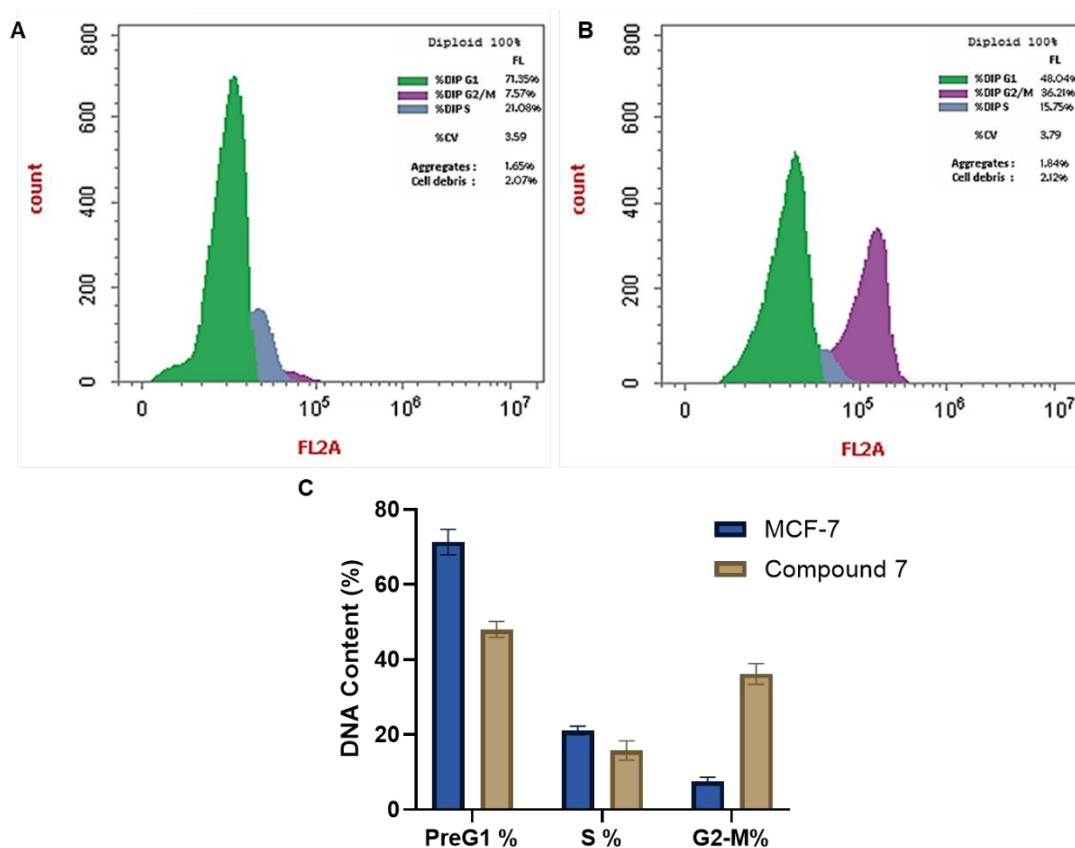 A
800
600
400
200
0
count
Diploid 100%
FL
%DIP G1 71.35%
%DIP G2/M 7.57%
%DIP S 21.08%
%CV 3.59
Aggregates : 1.65%
Cell debris : 2.07%
0 10⁵ 10⁶ 10⁷
FL2A
B
800
600
400
200
0
count
Diploid 100%
FL
%DIP G1 48.04%
%DIP G2/M 36.21%
%DIP S 15.75%
%CV 3.79
Aggregates : 1.84%
Cell debris : 2.12%
0 10⁵ 10⁶ 10⁷
FL2A
C
80
60
40
20
0
DNA Content (%)
MCF-7
Compound 7
PreG1 % S % G2-M%